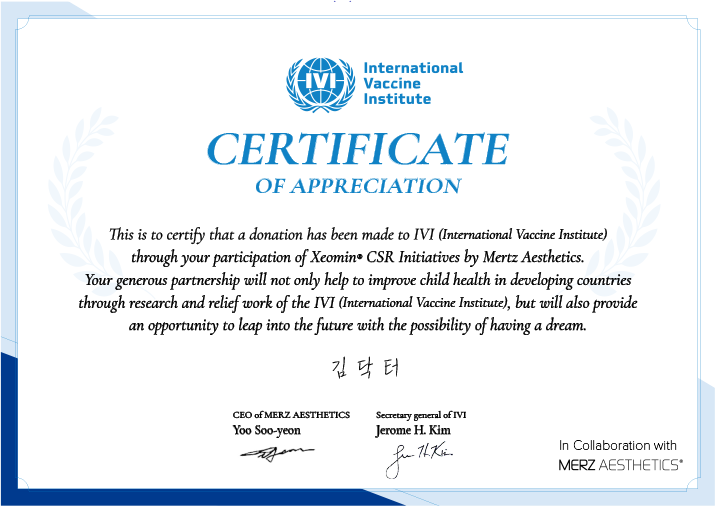 IVI
International
Vaccine
Institute
CERTIFICATE
OF APPRECIATION
This is to certify that a donation has been made to IVI (International Vaccine Institute)
through your participation of Xeomin® CSR Initiatives by Mertz Aesthetics.
Your generous partnership will not only help to improve child health in developing countries
through research and relief work of the IVI (International Vaccine Institute), but will also provide
an opportunity to leap into the future with the possibility of having a dream.
김닥터
CEO of MERZ AESTHETICS
Yoo Soo-yeon
Secretary general of IVI
Jerome H. Kim
In Collaboration with
MERZ AESTHETICS®